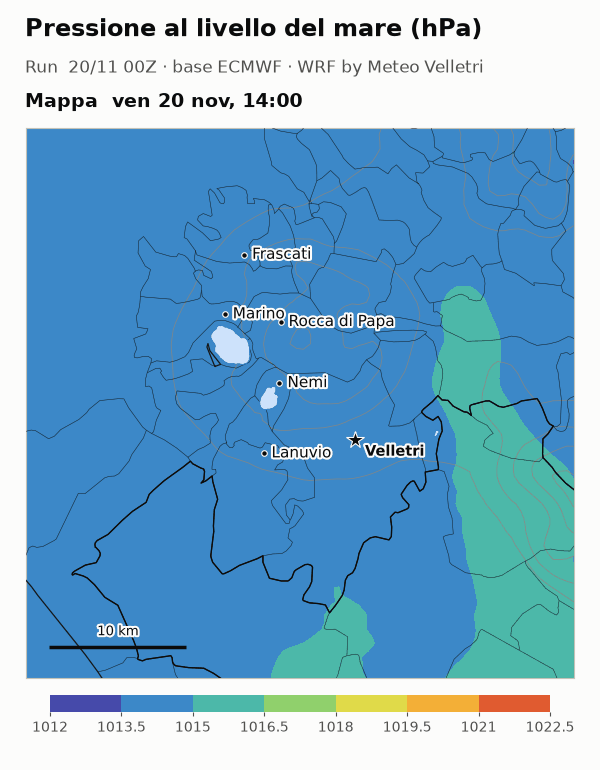 Pressione al livello del mare (hPa)
Run  20/11 00Z · base ECMWF · WRF by Meteo Velletri
Mappa  ven 20 nov, 14:00
Frascati
Marino
Rocca di Papa
Nemi
Velletri
Lanuvio
10 km
1012 1013.5 1015 1016.5 1018 1019.5 1021 1022.5